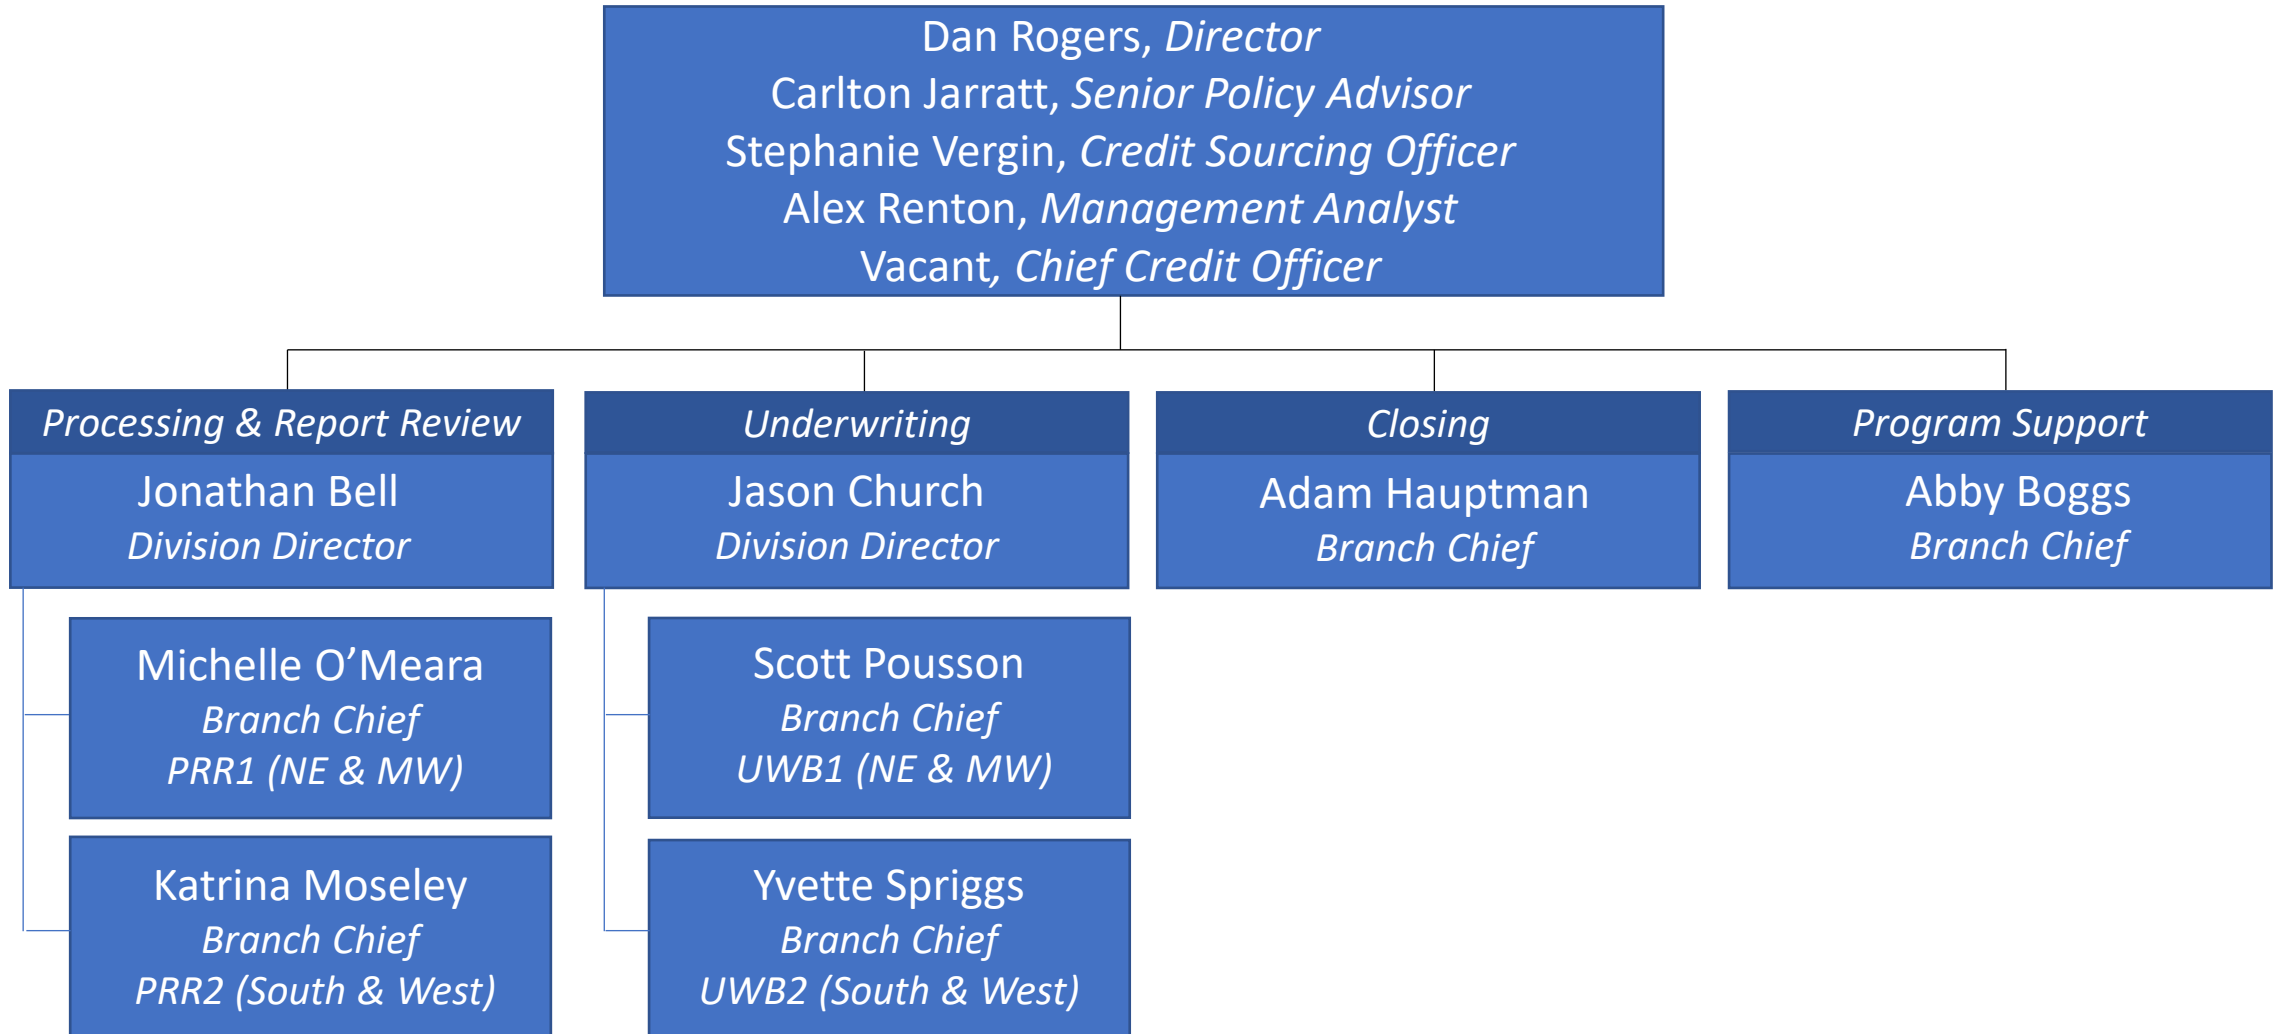 Dan Rogers, Director
Carlton Jarratt, Senior Policy Advisor
Stephanie Vergin, Credit Sourcing Officer
Alex Renton, Management Analyst
Vacant, Chief Credit Officer
Processing & Report Review
Jonathan Bell
Division Director
Michelle O’Meara
Branch Chief
PRR1 (NE & MW)
Katrina Moseley
Branch Chief
PRR2 (South & West)
Underwriting
Jason Church
Division Director
Scott Pousson
Branch Chief
UWB1 (NE & MW)
Yvette Spriggs
Branch Chief
UWB2 (South & West)
Closing
Adam Hauptman
Branch Chief
Program Support
Abby Boggs
Branch Chief